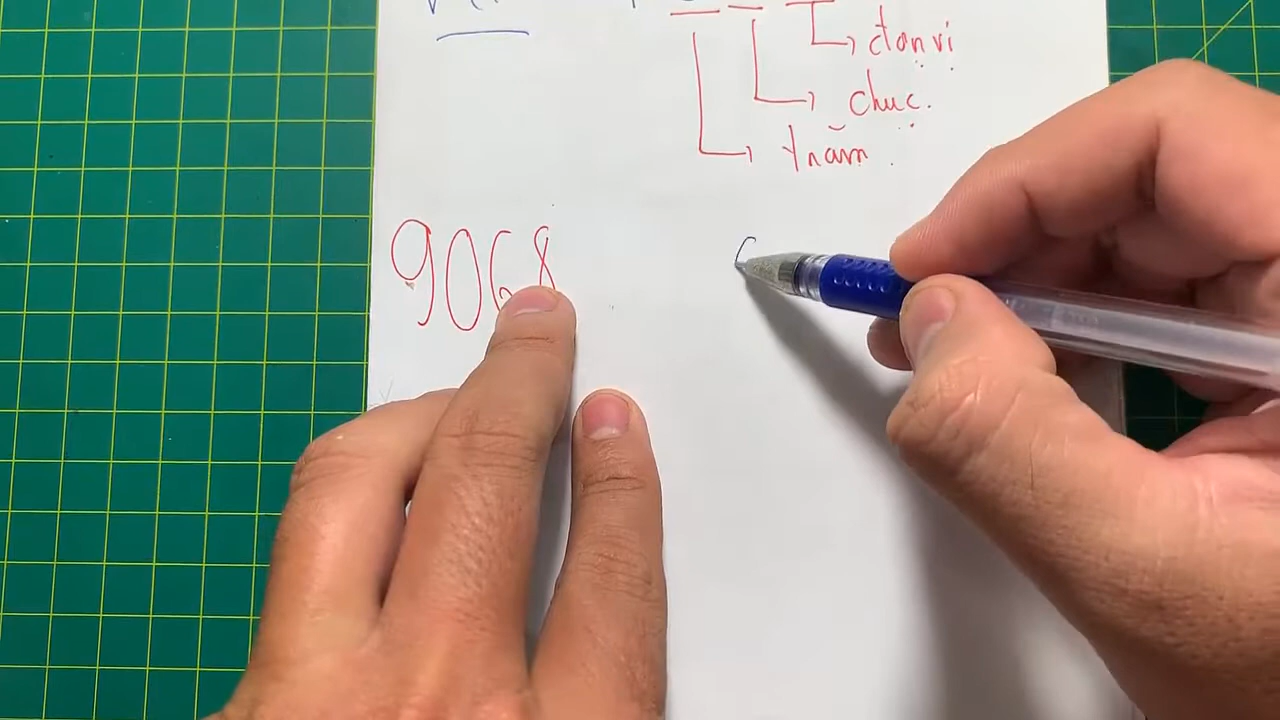 đơn vị
chục.
trăm.
9068